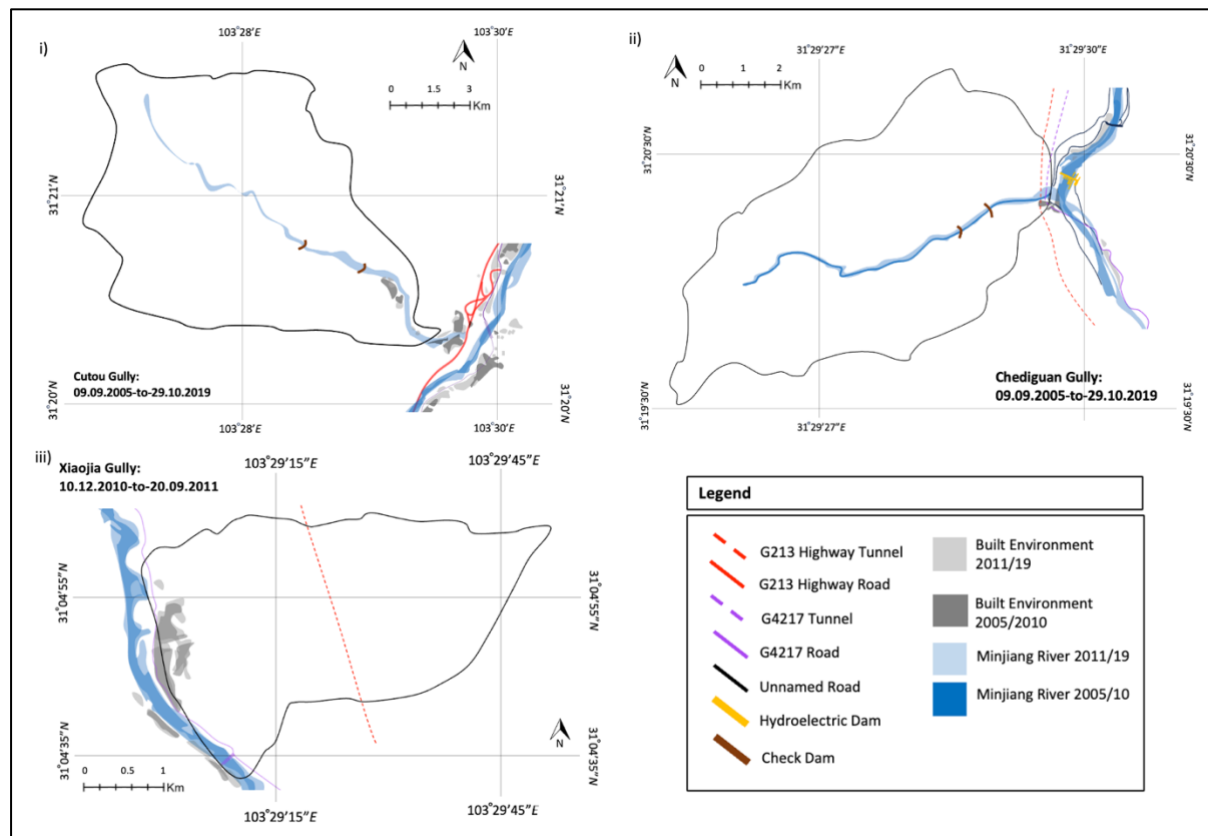 i)
103°28'E
103°30'E
N
0 1.5 3
Km
31°21'N
31°21'N
31°20'N
31°20'N
Cutou Gully:
09.09.2005-to-29.10.2019
103°28'E
103°30'E
ii)
31°29'27
31°29'30
N
0 1 2
Km
31°20'30
31°20'30
31°19'30
31°19'30
Chediguan Gully:
09.09.2005-to-29.10.2019
31°29'27
31°29'30
iii)
Xiaojia Gully:
10.12.2010-to-20.09.2011
103°29'15"E
103°29'45"E
31°04'55"N
31°04'55"N
31°04'35"N
31°04'35"N
N
0 0.5 1
Km
103°29'15"E
103°29'45"E
Legend
G213 Highway Tunnel
G213 Highway Road
G4217 Tunnel
G4217 Road
Unnamed Road
Hydroelectric Dam
Check Dam
Built Environment
2011/19
Built Environment
2005/2010
Minjiang River 2011/19
Minjiang River 2005/10